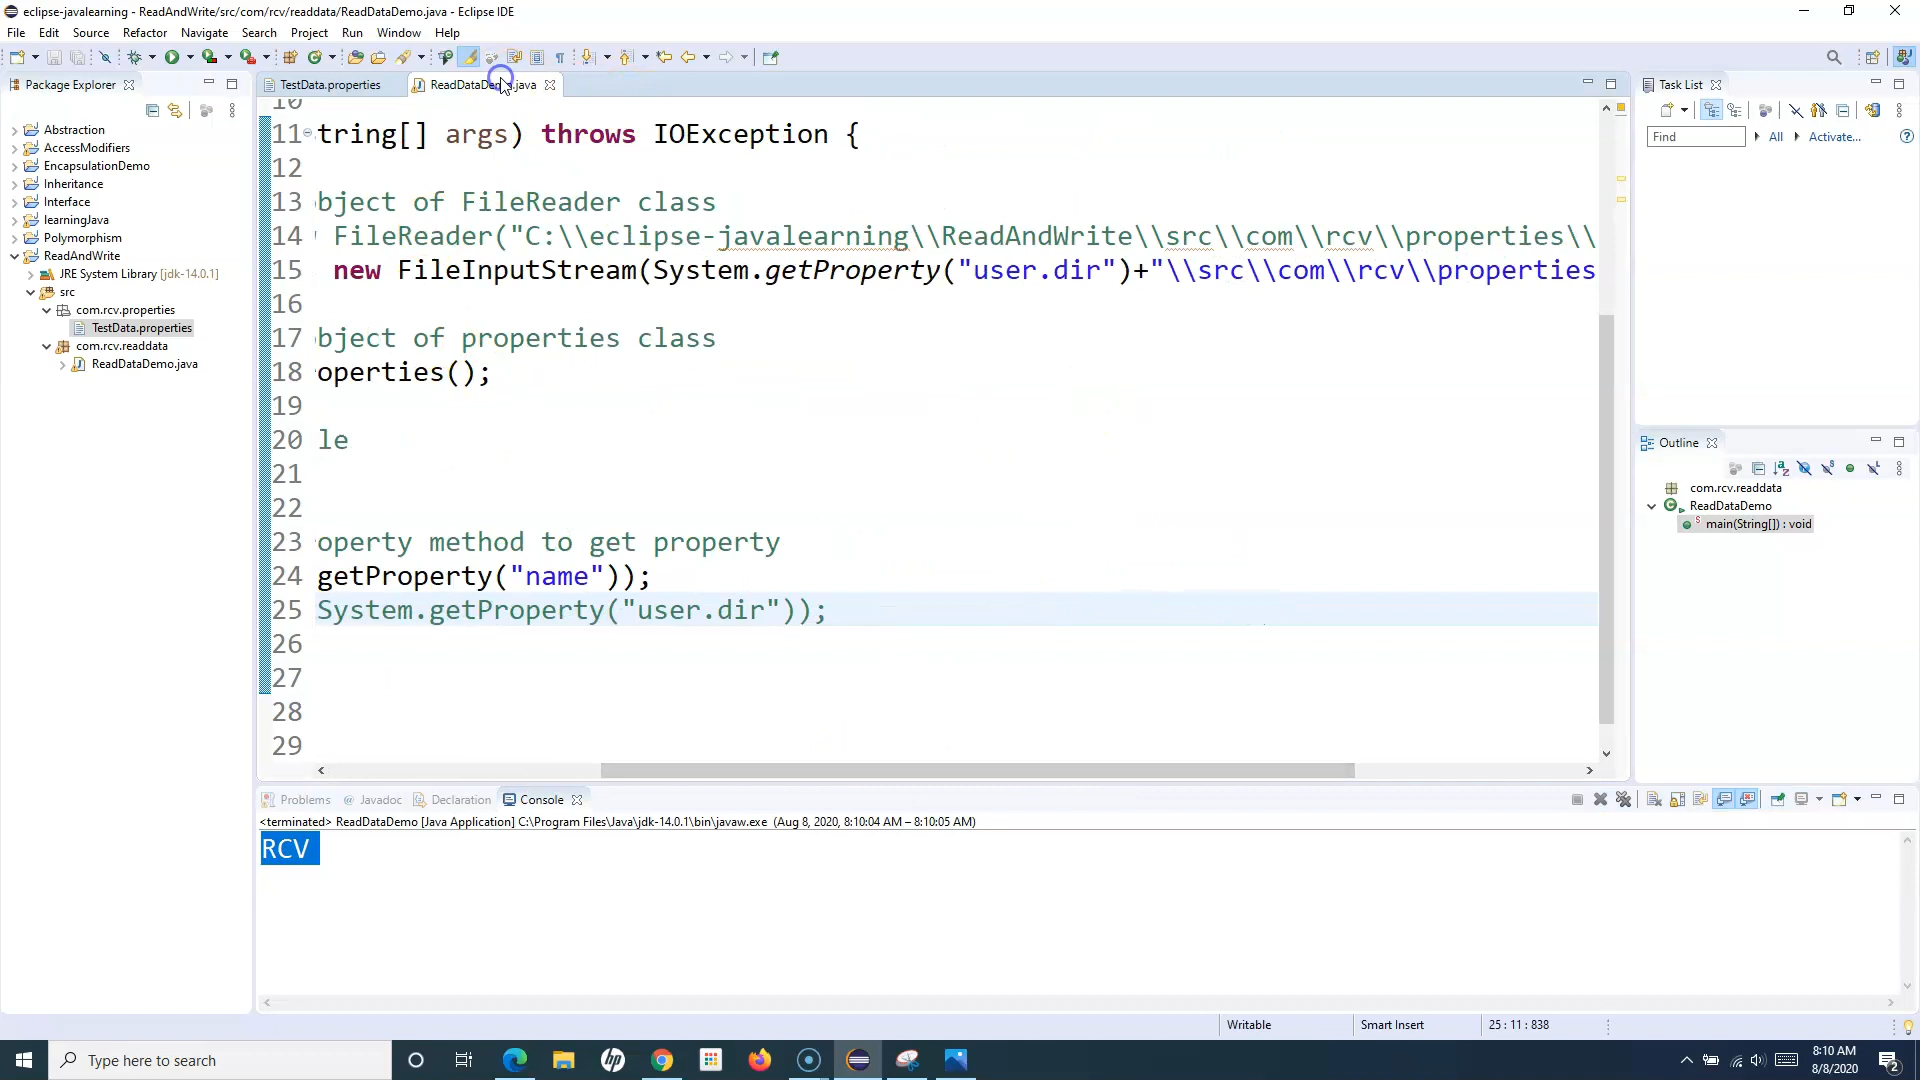 eclipse-javalearning - ReadAndWrite/src/com/rcv/readdata/ReadDataDemo.java - Eclipse IDE
File Edit Source Refactor Navigate Search Project Run Window Help
Package Explorer
Abstraction
AccessModifiers
EncapsulationDemo
Inheritance
Interface
learningJava
Polymorphism
ReadAndWrite
JRE System Library [jdk-14.0.1]
src
com.rcv.properties
TestData.properties
com.rcv.readdata
ReadDataDemo.java
TestData.properties
10
11 tring[] args) throws IOException {
12
13 bject of FileReader class
14 FileReader("C:\\eclipse-javalearning\\ReadAndWrite\\src\\com\\rcv\\properties\\
15 new FileInputStream(System.getProperty("user.dir")+"\\src\\com\\rcv\\properties
16
17 bject of properties class
18 operties();
19
20 le
21
22
23 operty method to get property
24 getProperty("name"));
25 System.getProperty("user.dir"));
26
27
28
29
Task List
Find All Activate...
Outline
com.rcv.readdata
ReadDataDemo
main(String[]) : void
Problems @ Javadoc Declaration Console
<terminated> ReadDataDemo [Java Application] C:\Program Files\Java\jdk-14.0.1\bin\javaw.exe (Aug 8, 2020, 8:10:04 AM – 8:10:05 AM)
RCV
Writable Smart Insert 25 : 11 : 838
Type here to search
8:10 AM
8/8/2020
2